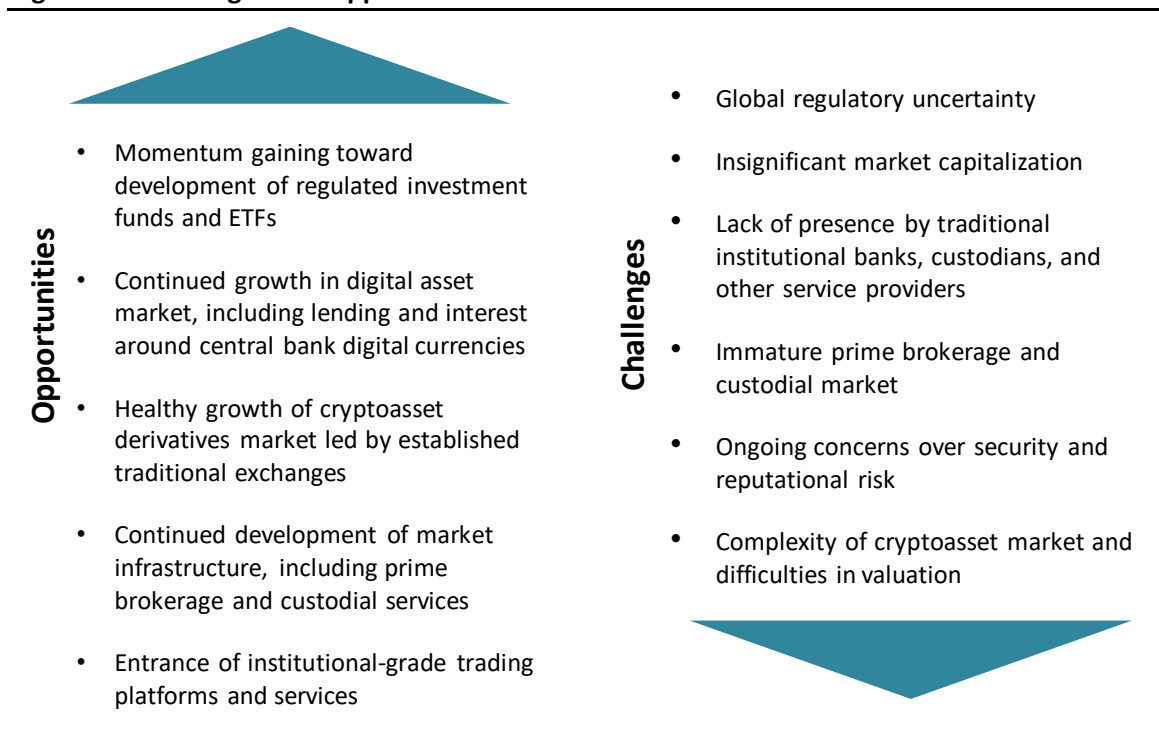 Opportunities
• Momentum gaining toward
development of regulated investment
funds and ETFs
• Continued growth in digital asset
market, including lending and interest
around central bank digital currencies
• Healthy growth of cryptoasset
derivatives market led by established
traditional exchanges
• Continued development of market
infrastructure, including prime
brokerage and custodial services
• Entrance of institutional-grade trading
platforms and services
Challenges
• Global regulatory uncertainty
• Insignificant market capitalization
• Lack of presence by traditional
institutional banks, custodians, and
other service providers
• Immature prime brokerage and
custodial market
• Ongoing concerns over security and
reputational risk
• Complexity of cryptoasset market and
difficulties in valuation